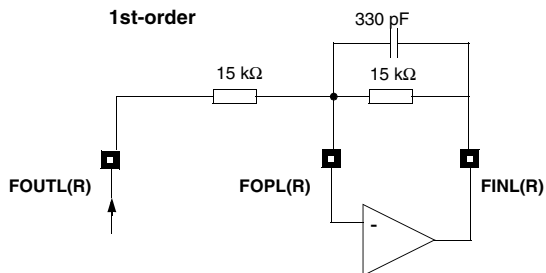 1st-order
330 pF
15 kΩ
15 kΩ
FOUTL(R)
FOPL(R)
FINL(R)
-